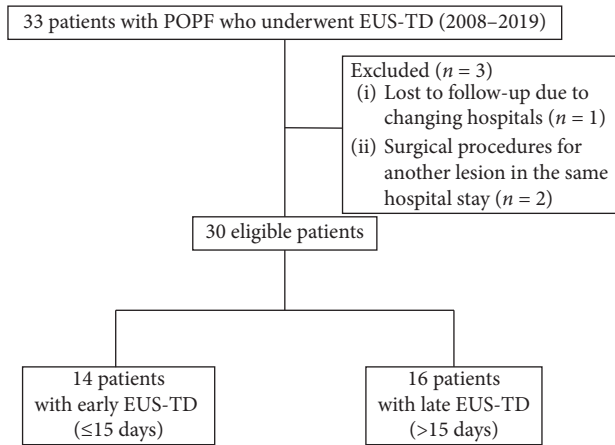 33 patients with POPF who underwent EUS-TD (2008–2019)
Excluded (n = 3)
(i) Lost to follow-up due to
changing hospitals (n = 1)
(ii) Surgical procedures for
another lesion in the same
hospital stay (n = 2)
30 eligible patients
14 patients
with early EUS-TD
(≤15 days)
16 patients
with late EUS-TD
(>15 days)